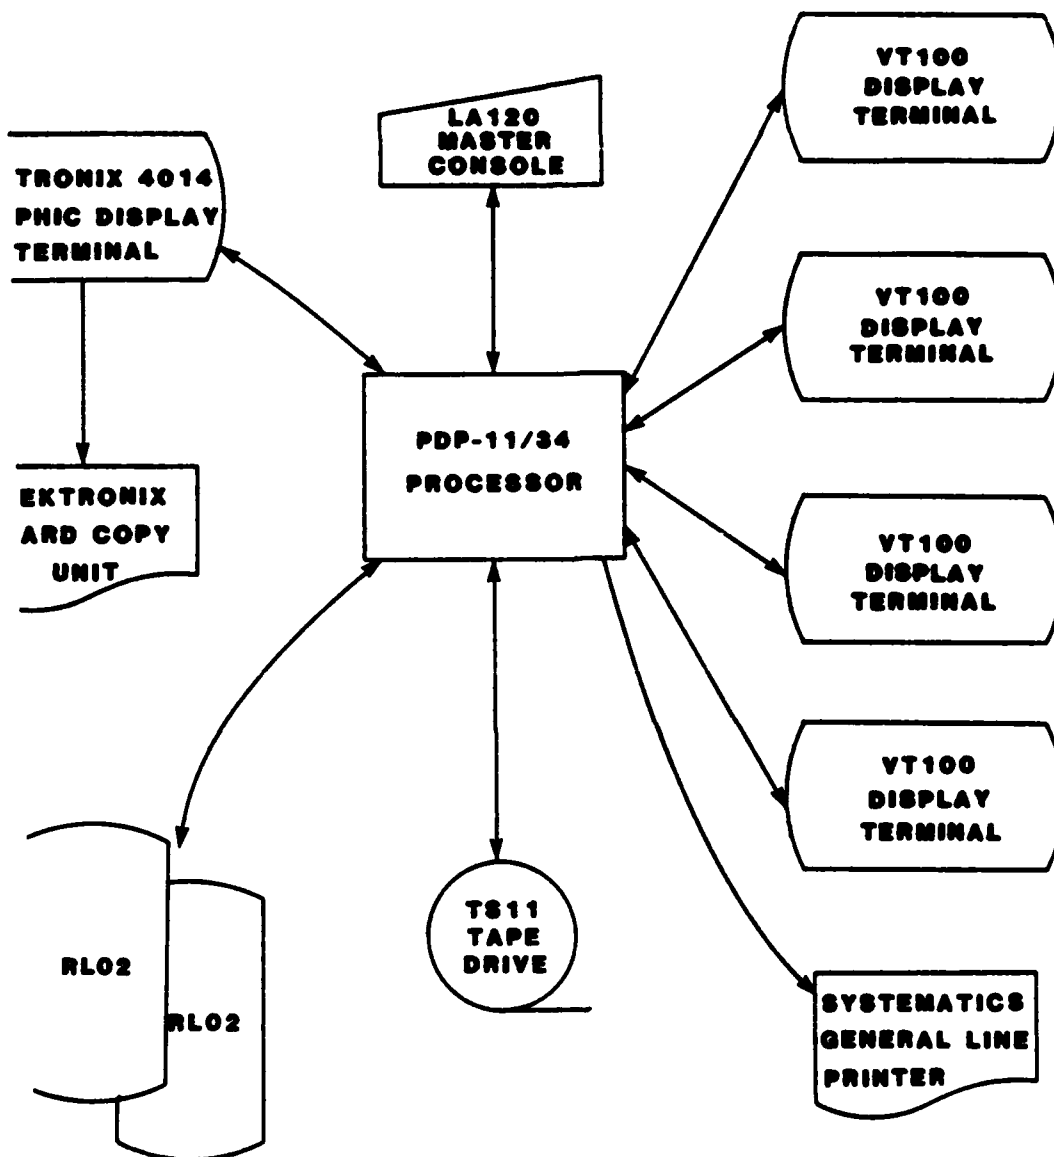 VT100
DISPLAY
TERMINAL
LA120
MASTER
CONSOLE
TRONIX 4014
PHIC DISPLAY
TERMINAL
VT100
DISPLAY
TERMINAL
PDP-11/34
PROCESSOR
EKTRONIX
ARD COPY
UNIT
VT100
DISPLAY
TERMINAL
VT100
DISPLAY
TERMINAL
TS11
TAPE
DRIVE
RL02
RL02
SYSTEMATICS
GENERAL LINE
PRINTER